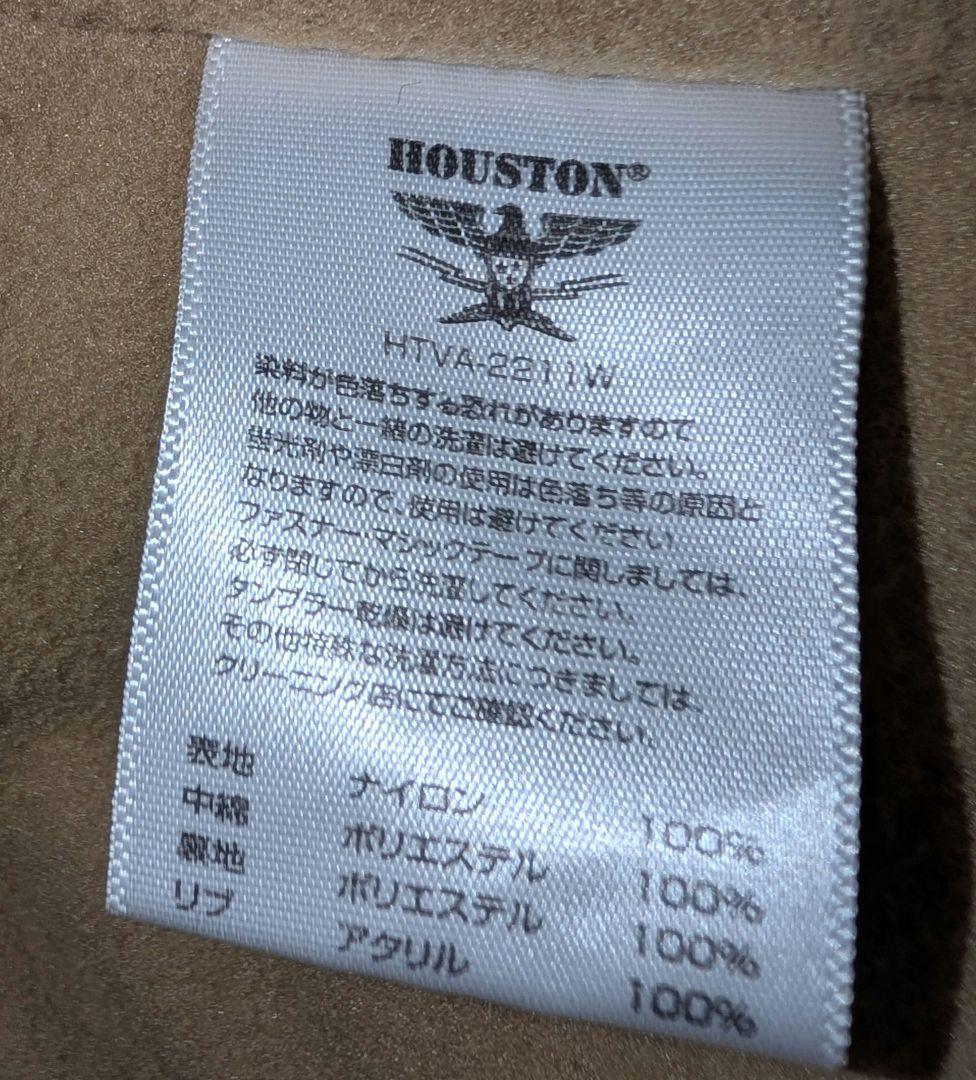 HOUSTON®
HTVA-2211W
染料が色落ちする恐れがありますので
他の物と一緒の洗濯は避けてください。
蛍光剤や漂白剤の使用は色落ち等の原因と
なりますので、使用は避けてください。
ファスナー・マジックテープに関しましては、
必ず閉じてから洗濯してください。
タンブラー乾燥は避けてください。
その他特殊な洗濯方法につきましては、
クリーニング店にてご確認ください。
表地 ナイロン 100%
中綿 ポリエステル 100%
裏地 ポリエステル 100%
リブ アクリル 100%